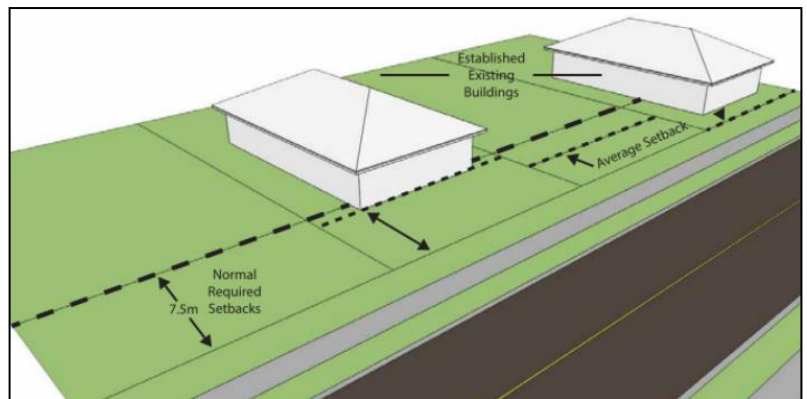 Established
Existing
Buildings
Average Setback
Normal
Required
Setbacks
7.5m